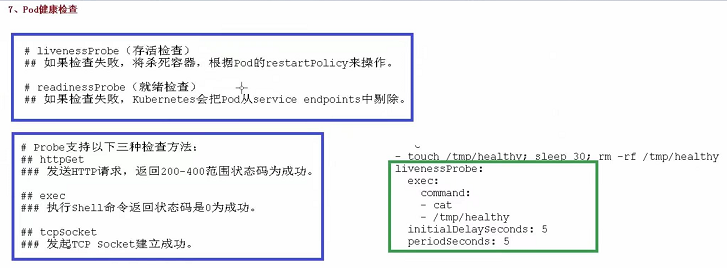 7、Pod健康检查
# livenessProbe（存活检查）
## 如果检查失败，将杀死容器，根据Pod的restartPolicy来操作。
# readinessProbe（就绪检查）
## 如果检查失败，Kubernetes会把Pod从service endpoints中剔除。
# Probe支持以下三种检查方法：
## httpGet
### 发送HTTP请求，返回200-400范围状态码为成功。
## exec
### 执行Shell命令返回状态码是0为成功。
## tcpSocket
### 发起TCP Socket建立成功。
- touch /tmp/healthy; sleep 30; rm -rf /tmp/healthy
livenessProbe:
exec:
command:
- cat
- /tmp/healthy
initialDelaySeconds: 5
periodSeconds: 5